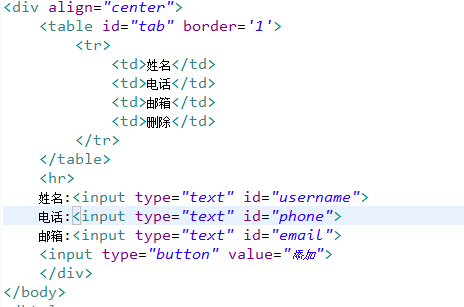 <div align="center">
    <table id="tab" border='1'>
        <tr>
            <td>姓名</td>
            <td>电话</td>
            <td>邮箱</td>
            <td>删除</td>
        </tr>
    </table>
    <hr>
    姓名:<input type="text" id="username">
    电话:<input type="text" id="phone">
    邮箱:<input type="text" id="email">
    <input type="button" value="添加">
    </div>
</body>